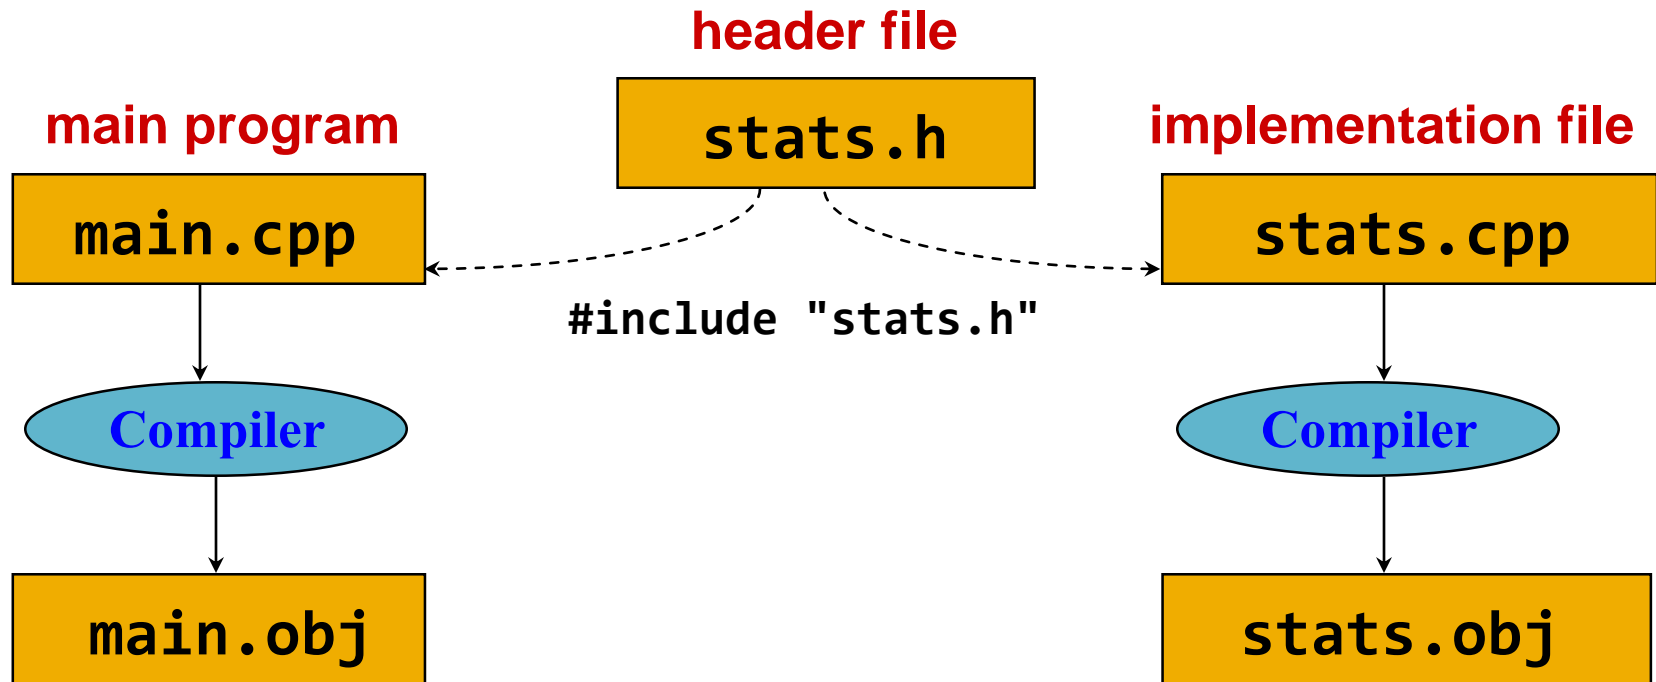 header file
stats.h
main program
implementation file
main.cpp
stats.cpp
#include "stats.h"
Compiler
Compiler
main.obj
stats.obj